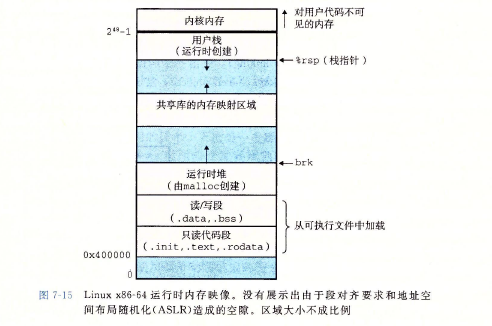 内核内存
对用户代码不可
见的内存
2⁴⁸-1
用户栈
(运行时创建)
%rsp (栈指针)
共享库的内存映射区域
brk
运行时堆
(由malloc创建)
读/写段
(.data,.bss)
只读代码段
(.init,.text,.rodata)
从可执行文件中加载
0x400000
0
图 7-15 Linux x86-64 运行时内存映像。没有展示出由于段对齐要求和地址空
间布局随机化(ASLR)造成的空隙。区域大小不成比例